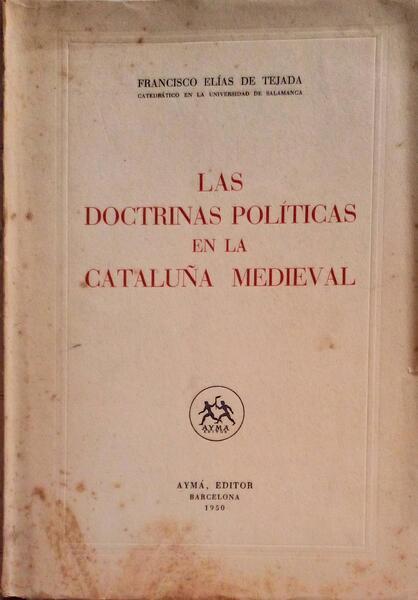 FRANCISCO ELÍAS DE TEJADA
CATEDRÁTICO EN LA UNIVERSIDAD DE SALAMANCA
LAS
DOCTRINAS POLÍTICAS
EN LA
CATALUÑA MEDIEVAL
AYMÁ
AYMÁ, EDITOR
BARCELONA
1950